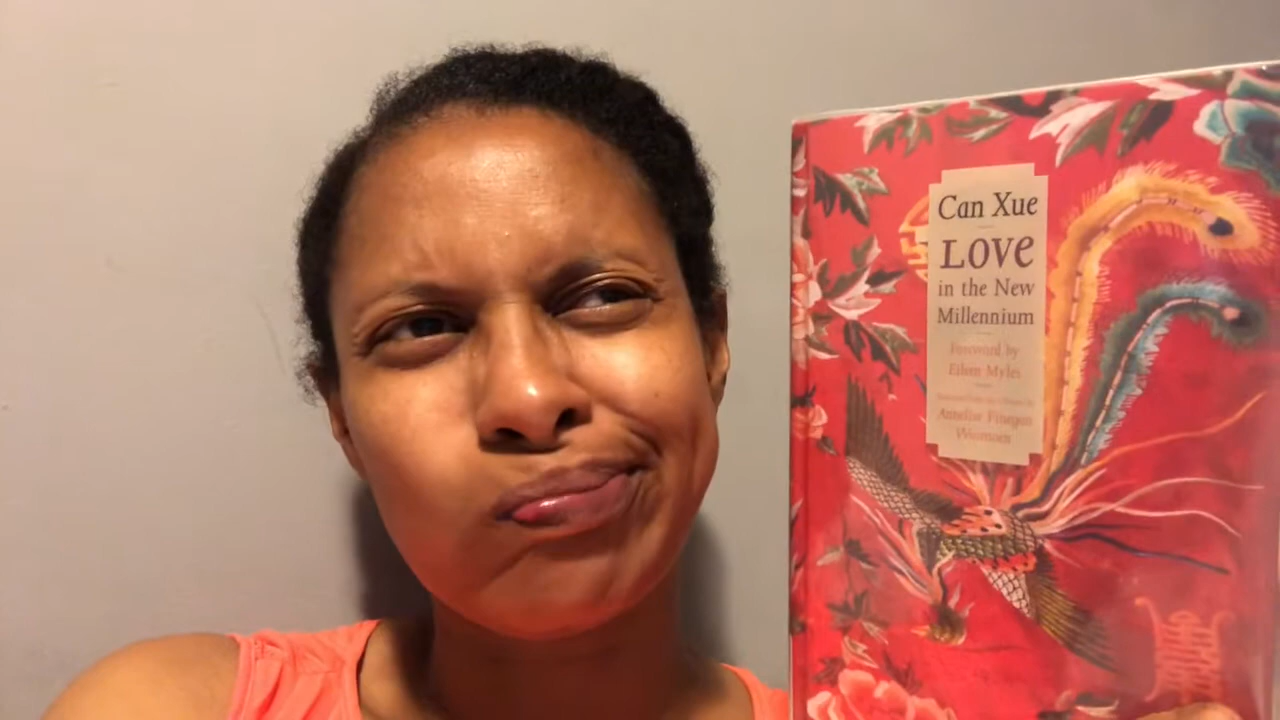 Can Xue
LOVE
in the New
Millennium
Foreword by
Eileen Myles
Annelise Finegan
Wasmoen